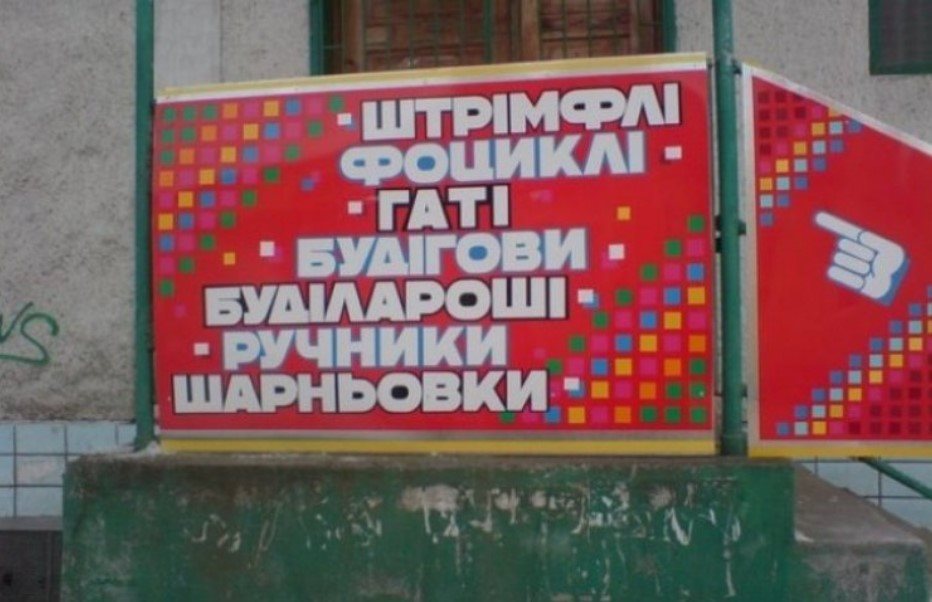 ШТРІМФЛІ
ФОЦИКЛІ
ГАТІ
БУДІГОВИ
БУДІЛАРОШІ
РУЧНИКИ
ШАРНЬОВКИ